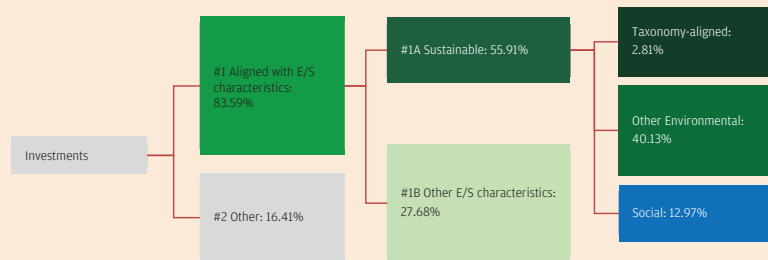 Investments
#1 Aligned with E/S
characteristics:
83.59%
#2 Other: 16.41%
#1A Sustainable: 55.91%
#1B Other E/S characteristics:
27.68%
Taxonomy-aligned:
2.81%
Other Environmental:
40.13%
Social: 12.97%